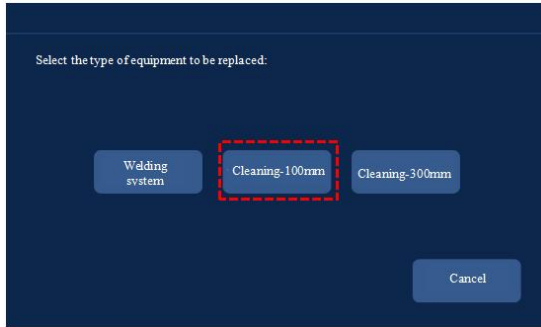 Select the type of equipment to be replaced:
Welding
system
Cleaning-100mm
Cleaning-300mm
Cancel